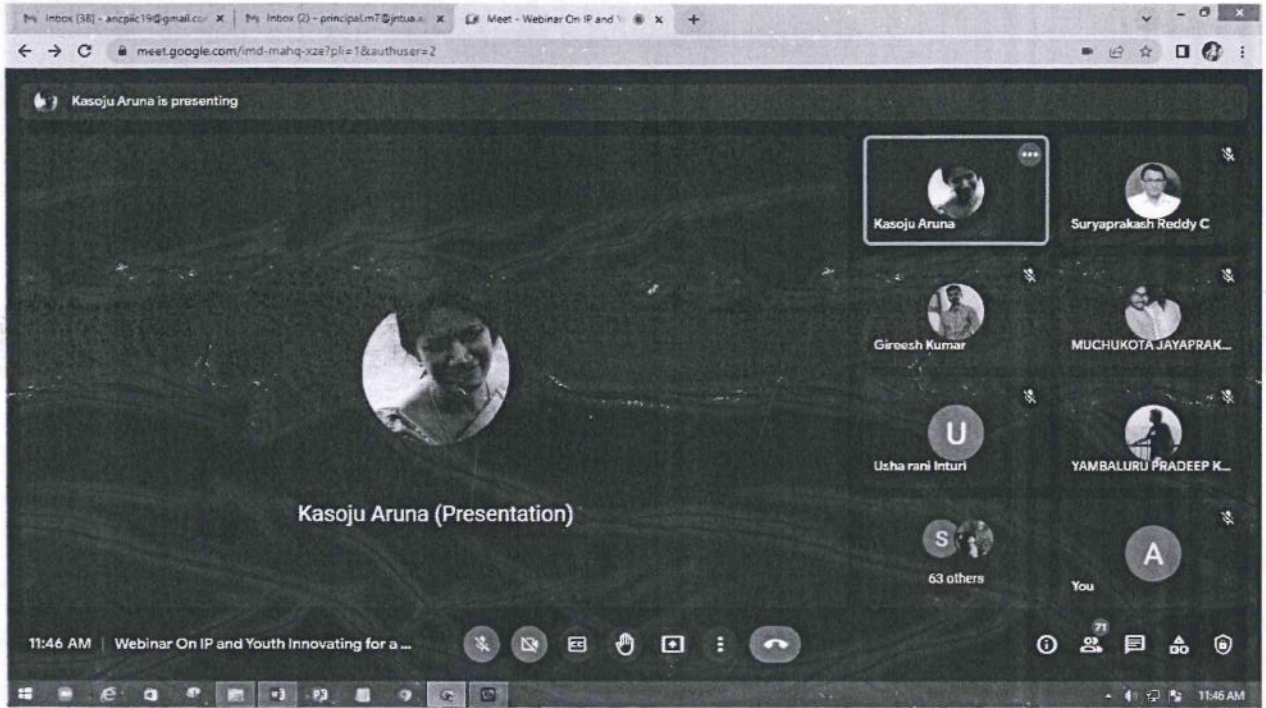 Inbox (38) - ancpiic19@gmail.cor
Inbox (2) - principal.m7@jntua.a
Meet - Webinar On IP and
meet.google.com/imd-mahq-xze?pli=1&authuser=2
Kasoju Aruna is presenting
Kasoju Aruna
Suryaprakash Reddy C
Gireesh Kumar
MUCHUKOTA JAYAPRAK...
U
Usha rani Inturi
YAMBALURU PRADEEP K...
Kasoju Aruna (Presentation)
S
63 others
A
You
11:46 AM | Webinar On IP and Youth Innovating for a ...
CC
71
11:46 AM